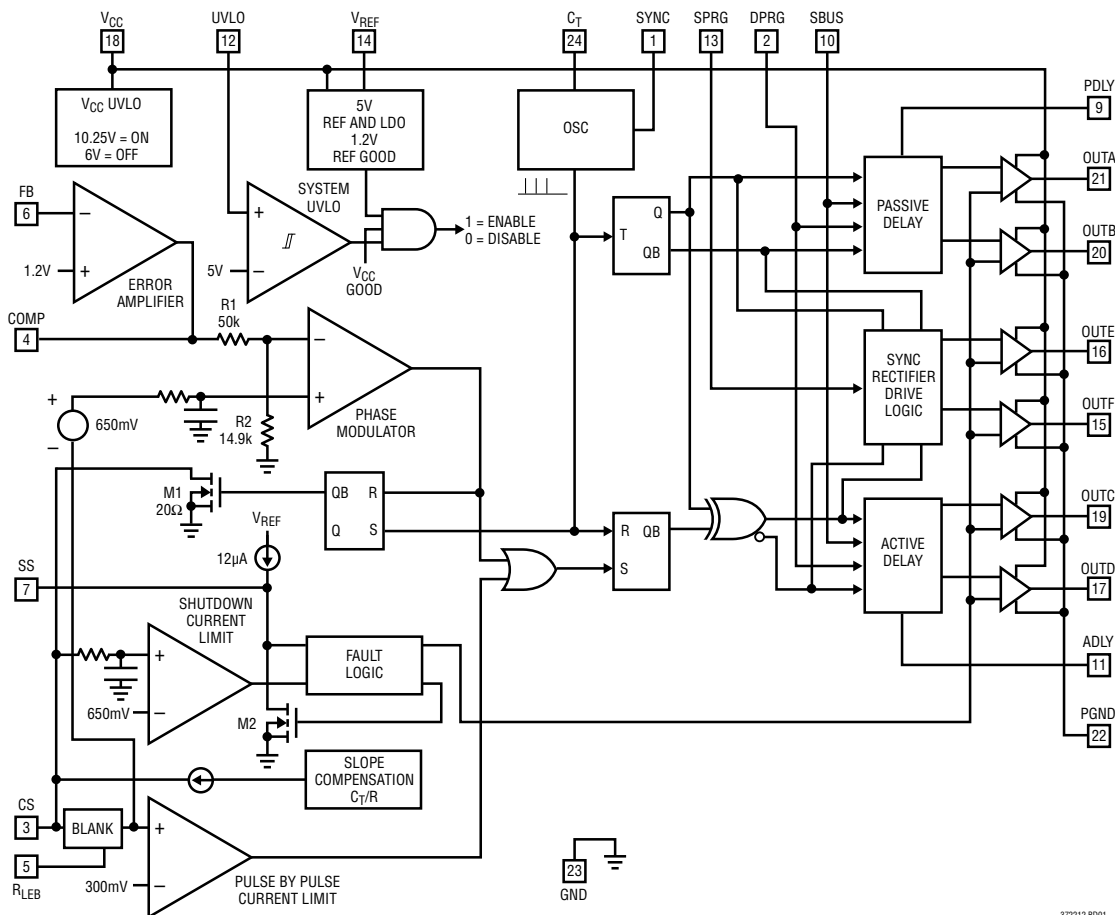 VCC
18
UVLO
12
VREF
14
CT
24
SYNC
1
SPRG
13
DPRG
2
SBUS
10
VCC UVLO
10.25V = ON
6V = OFF
5V
REF AND LDO
1.2V
REF GOOD
OSC
PDLY
9
FB
6
1.2V
−
+
ERROR
AMPLIFIER
SYSTEM
UVLO
+
5V
−
VCC
GOOD
1 = ENABLE
0 = DISABLE
T
Q
QB
PASSIVE
DELAY
OUTA
21
OUTB
20
COMP
4
R1
50k
−
+
PHASE
MODULATOR
+
−
650mV
R2
14.9k
SYNC
RECTIFIER
DRIVE
LOGIC
OUTE
16
OUTF
15
M1
20Ω
QB
R
Q
S
R
QB
S
ACTIVE
DELAY
OUTC
19
OUTD
17
VREF
12µA
SS
7
SHUTDOWN
CURRENT
LIMIT
+
650mV
−
FAULT
LOGIC
M2
ADLY
11
PGND
22
SLOPE
COMPENSATION
CT/R
CS
3
BLANK
+
5
RLEB
300mV
−
PULSE BY PULSE
CURRENT LIMIT
23
GND
372212 BD01